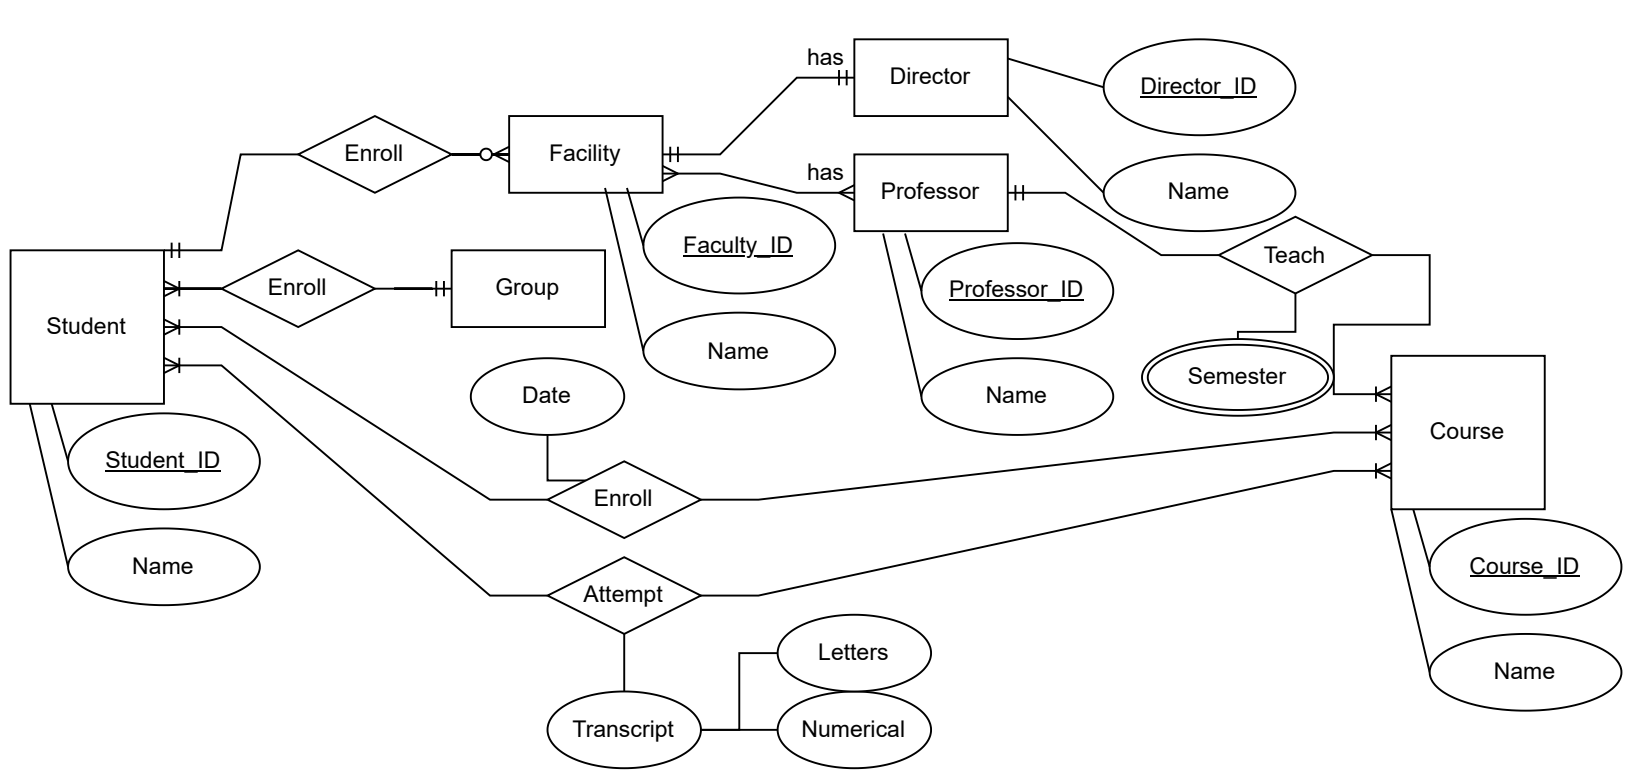 has
Director
Director_ID
Enroll
Facility
has
Professor
Name
Faculty_ID
Teach
Enroll
Group
Professor_ID
Student
Name
Semester
Date
Name
Course
Student_ID
Enroll
Name
Attempt
Course_ID
Letters
Name
Transcript
Numerical